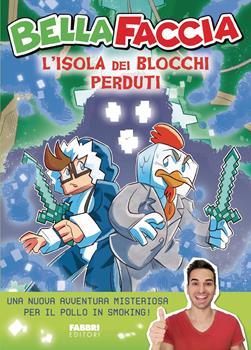 BELLAFACCIA
L'ISOLA DEI BLOCCHI
PERDUTI
UNA NUOVA AVVENTURA MISTERIOSA
PER IL POLLO IN SMOKING!
FABBRI
EDITORI